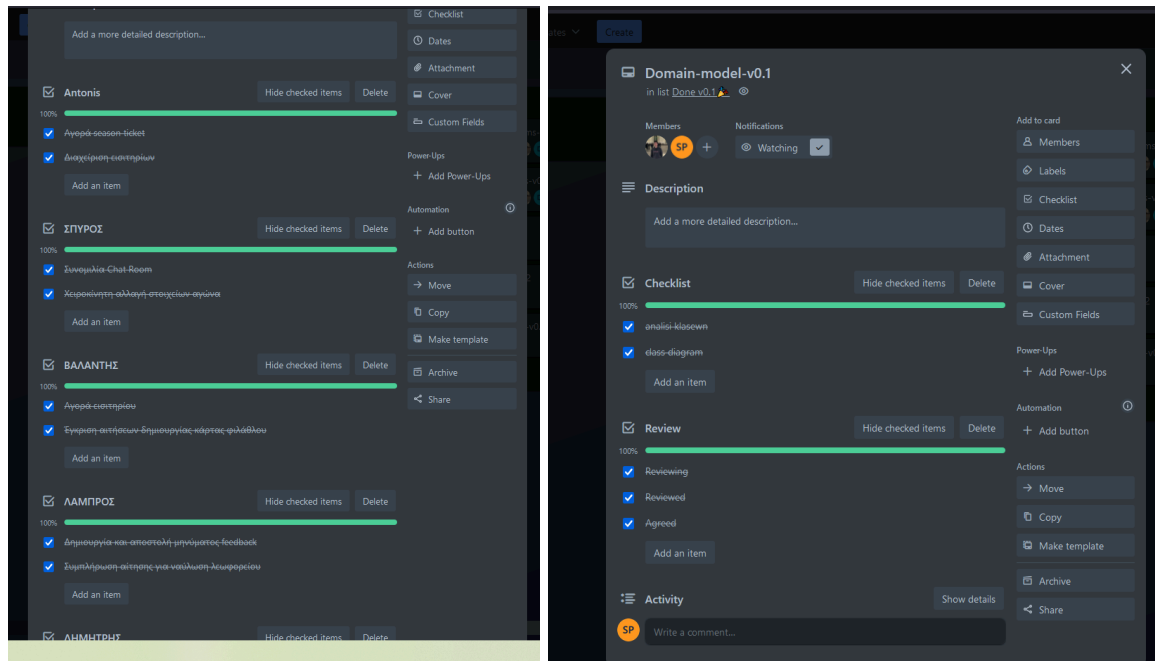 Add a more detailed description...
Antonis
Hide checked items
Delete
100%
Αγορά season-ticket
Διαχείριση εισιτηρίων
Add an item
ΣΠΥΡΟΣ
Hide checked items
Delete
100%
Συνομιλία Chat Room
Χειροκίνητη αλλαγή στοιχείων αγώνα
Add an item
ΒΑΛΑΝΤΗΣ
Hide checked items
Delete
100%
Αγορά εισιτηρίου
Έγκριση αιτήσεων δημιουργίας κάρτας φιλάθλου
Add an item
ΛΑΜΠΡΟΣ
Hide checked items
Delete
100%
Δημιουργία και αποστολή μηνύματος feedback
Συμπλήρωση αίτησης για ναύλωση λεωφορείου
Add an item
ΔΗΜΗΤΡΗΣ
Hide checked items
Delete
Checklist
Dates
Attachment
Cover
Custom Fields
Power-Ups
+ Add Power-Ups
Automation
+ Add button
Actions
Move
Copy
Make template
Archive
Share
Create
Domain-model-v0.1
in list Done v0.1🎉
Members
SP
Notifications
Watching
Description
Add a more detailed description...
Checklist
Hide checked items
Delete
100%
analisi klasewn
class diagram
Add an item
Review
Hide checked items
Delete
100%
Reviewing
Reviewed
Agreed
Add an item
Activity
Show details
SP
Write a comment...
Add to card
Members
Labels
Checklist
Dates
Attachment
Cover
Custom Fields
Power-Ups
+ Add Power-Ups
Automation
+ Add button
Actions
Move
Copy
Make template
Archive
Share